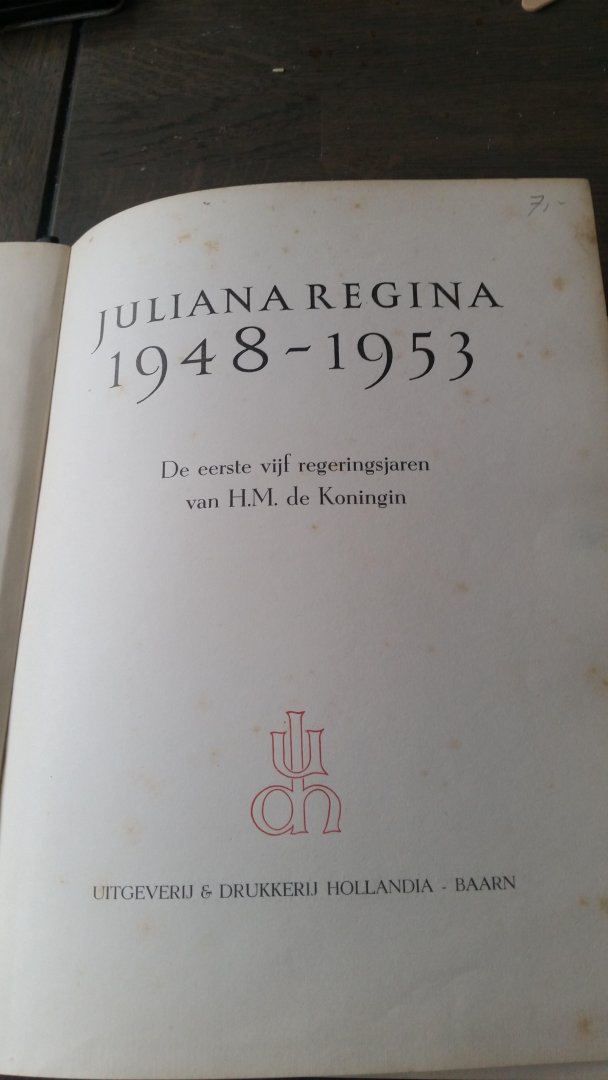 7,-
JULIANA REGINA
1948-1953
De eerste vijf regeringsjaren
van H.M. de Koningin
UITGEVERIJ & DRUKKERIJ HOLLANDIA - BAARN